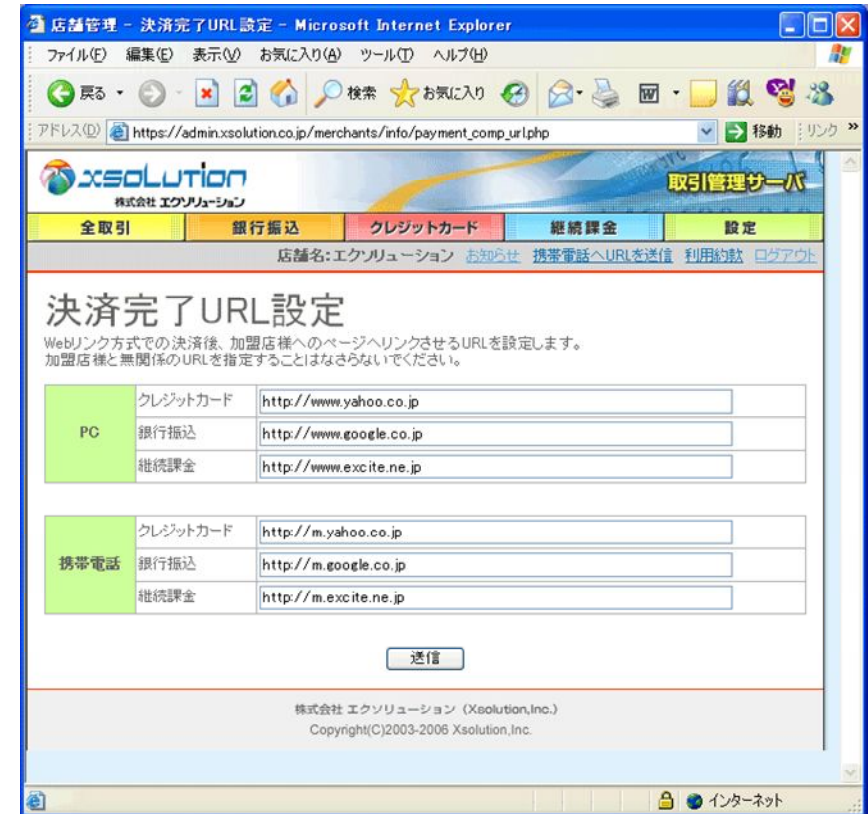 店舗管理 - 決済完了URL設定 - Microsoft Internet Explorer
ファイル(F) 編集(E) 表示(V) お気に入り(A) ツール(T) ヘルプ(H)
戻る 検索 お気に入り
アドレス(D) https://admin.xsolution.co.jp/merchants/info/payment_comp_url.php 移動 リンク »
xsolution
株式会社 エクソリューション
取引管理サーバ
全取引 銀行振込 クレジットカード 継続課金 設定
店舗名:エクソリューション お知らせ 携帯電話へURLを送信 利用約款 ログアウト
決済完了URL設定
Webリンク方式での決済後、加盟店様へのページへリンクさせるURLを設定します。
加盟店様と無関係のURLを指定することはなさらないでください。
PC
クレジットカード http://www.yahoo.co.jp
銀行振込 http://www.google.co.jp
継続課金 http://www.excite.ne.jp
携帯電話
クレジットカード http://m.yahoo.co.jp
銀行振込 http://m.google.co.jp
継続課金 http://m.excite.ne.jp
送信
株式会社 エクソリューション (Xsolution,Inc.)
Copyright(C)2003-2006 Xsolution,Inc.
インターネット